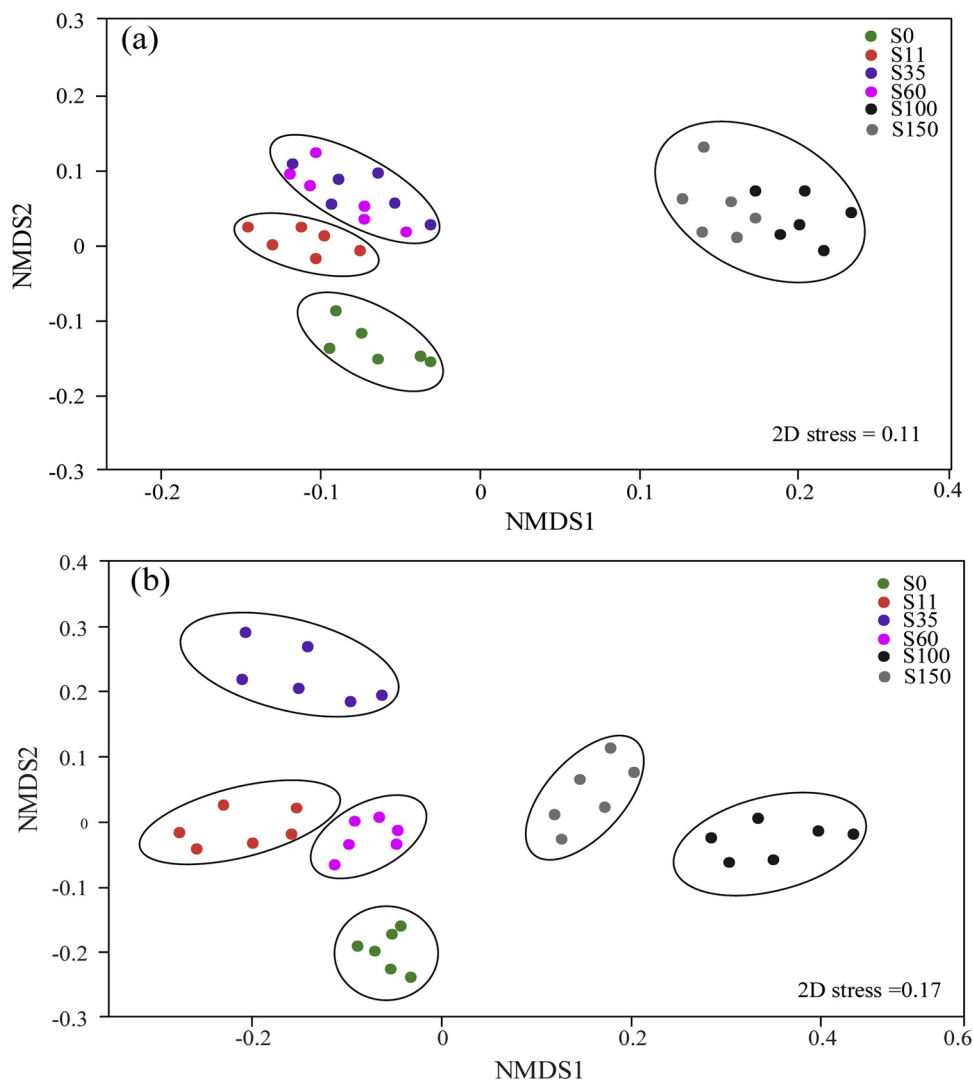 (a)
S0
S11
S35
S60
S100
S150
0.3
0.2
0.1
0
-0.1
-0.2
-0.3
NMDS2
2D stress = 0.11
-0.2
-0.1
0
0.1
0.2
0.4
NMDS1
(b)
S0
S11
S35
S60
S100
S150
0.4
0.3
0.2
0.1
0
-0.1
-0.2
-0.3
NMDS2
2D stress =0.17
-0.2
0
0.2
0.4
0.6
NMDS1